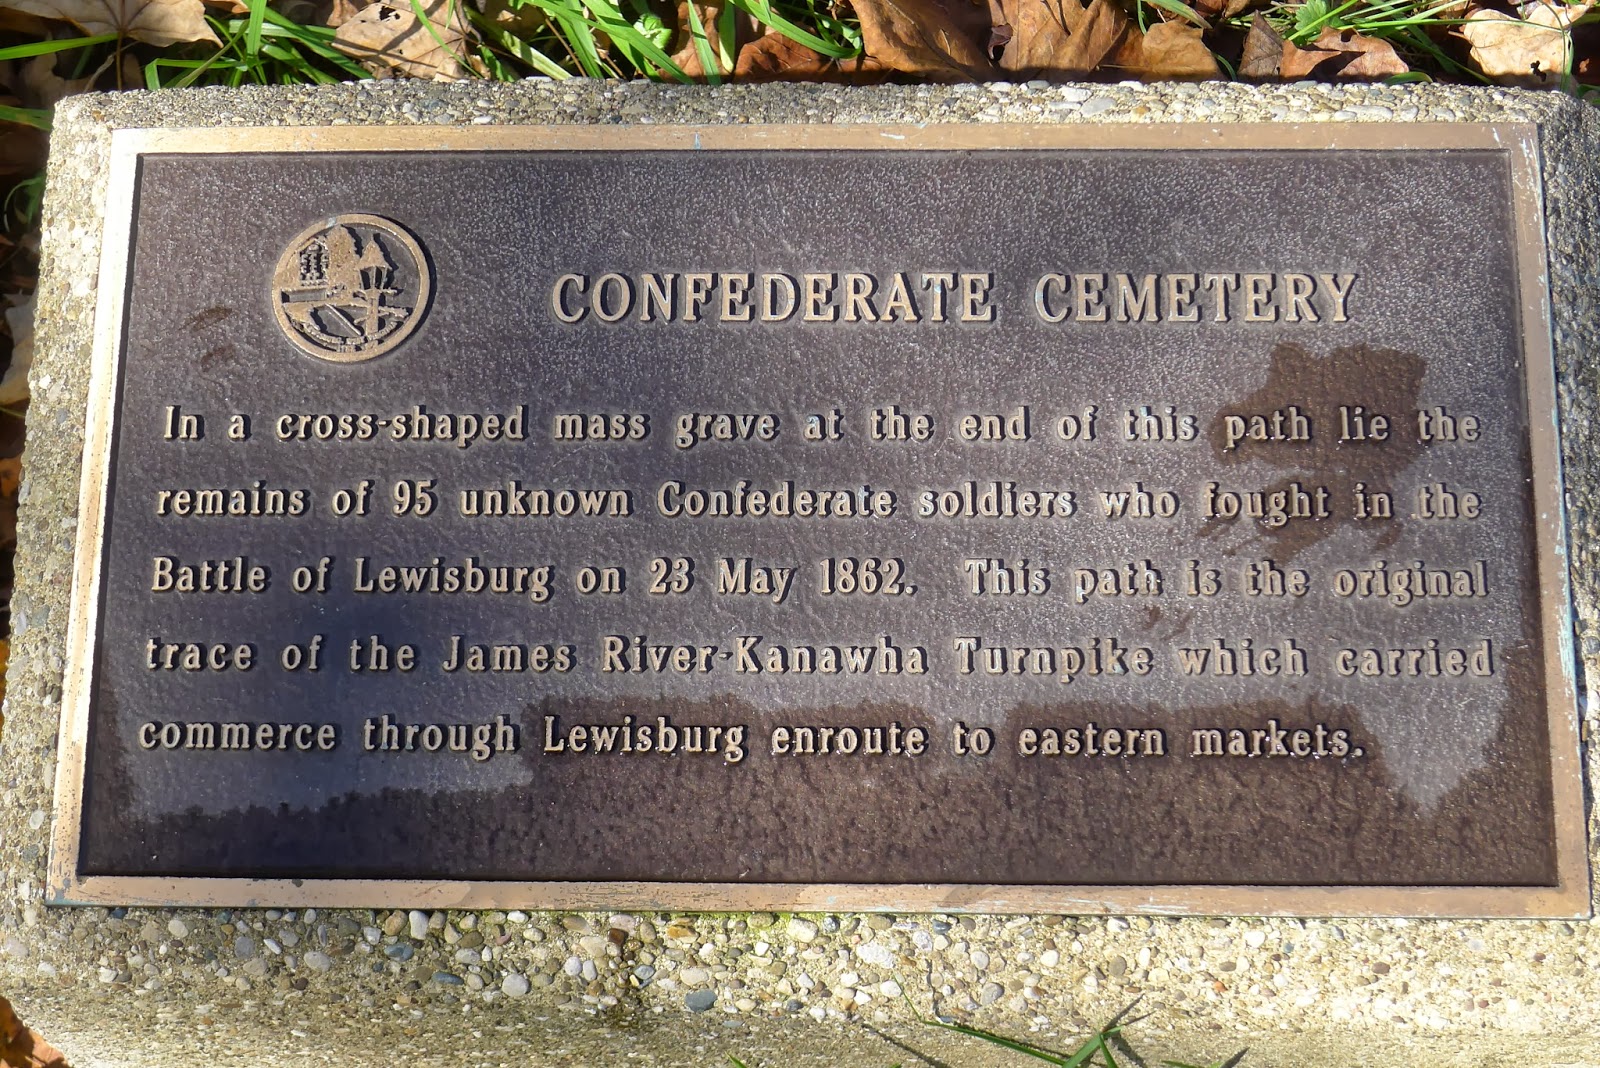 CONFEDERATE CEMETERY
In a cross-shaped mass grave at the end of this path lie the
remains of 95 unknown Confederate soldiers who fought in the
Battle of Lewisburg on 23 May 1862. This path is the original
trace of the James River-Kanawha Turnpike which carried
commerce through Lewisburg enroute to eastern markets.